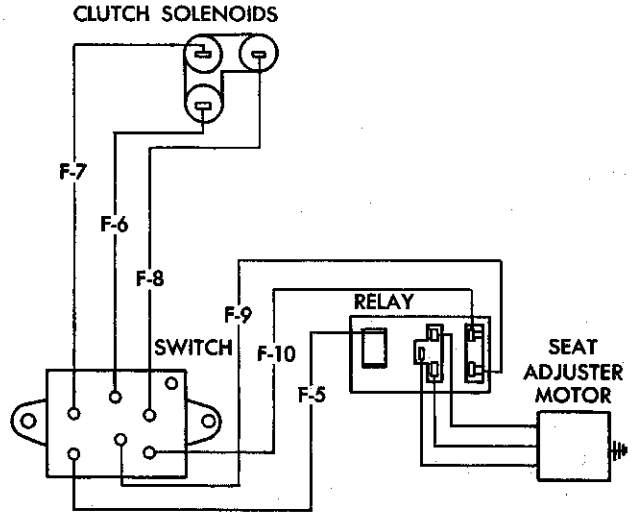 CLUTCH SOLENOIDS
F-7
F-6
F-8
F-9
RELAY
SWITCH
F-10
F-5
SEAT
ADJUSTER
MOTOR